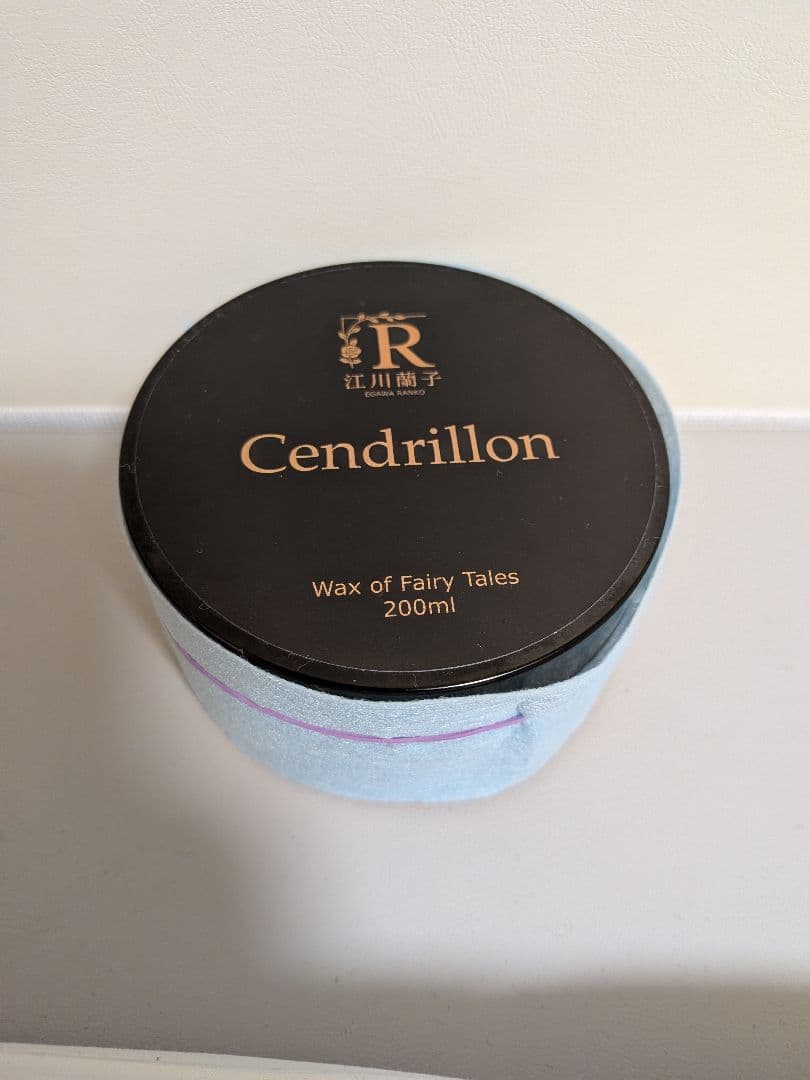 R
江川蘭子
EGAWA RANKO
Cendrillon
Wax of Fairy Tales
200ml